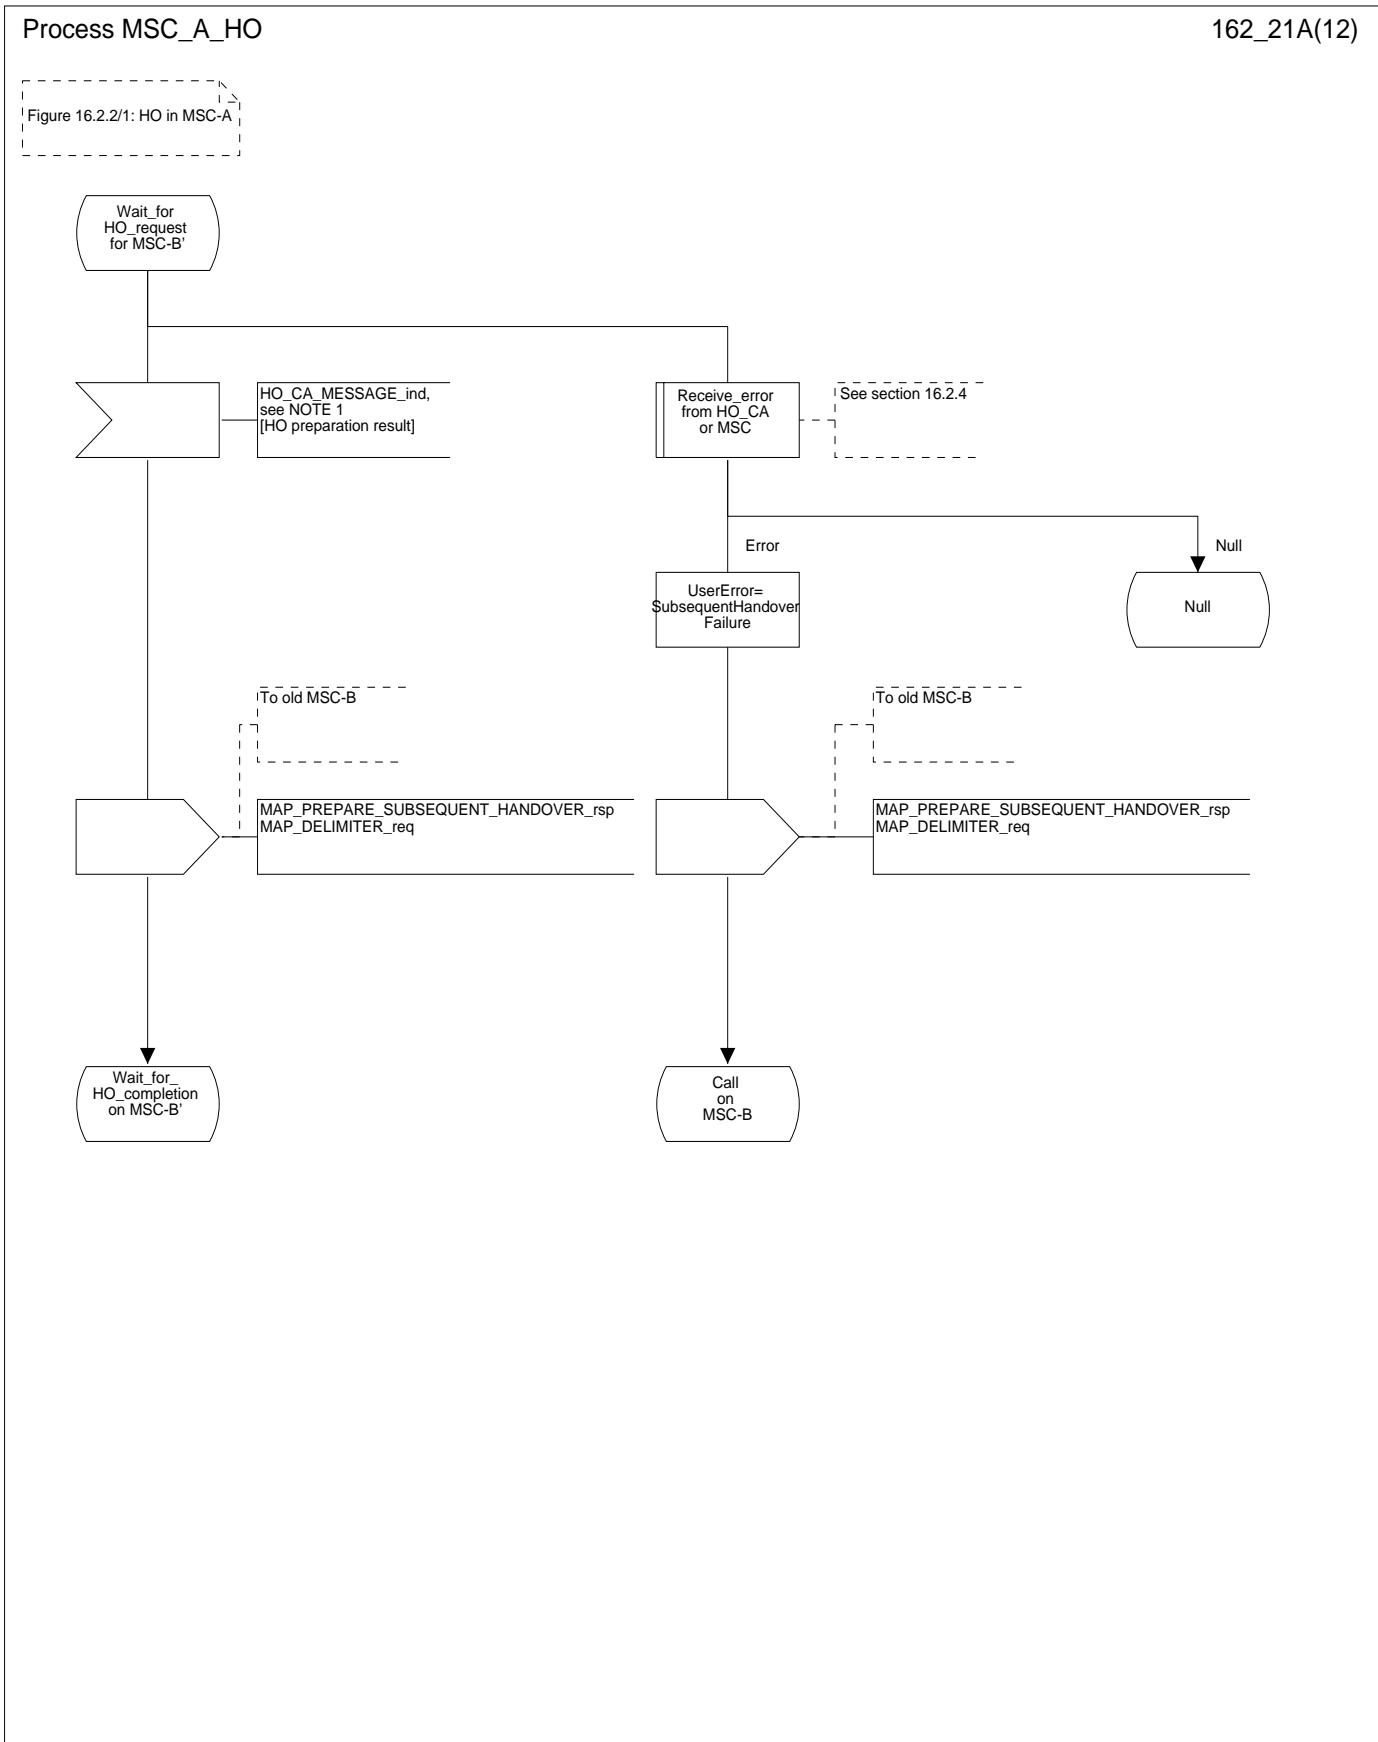 Process MSC_A_HO
162_21A(12)
Figure 16.2.2/1: HO in MSC-A
Wait_for
HO_request
for MSC-B'
HO_CA_MESSAGE_ind,
see NOTE 1
[HO preparation result]
Receive_error
from HO_CA
or MSC
See section 16.2.4
Error
Null
UserError=
SubsequentHandover
Failure
Null
To old MSC-B
To old MSC-B
MAP_PREPARE_SUBSEQUENT_HANDOVER_rsp
MAP_DELIMITER_req
MAP_PREPARE_SUBSEQUENT_HANDOVER_rsp
MAP_DELIMITER_req
Wait_for_
HO_completion
on MSC-B'
Call
on
MSC-B